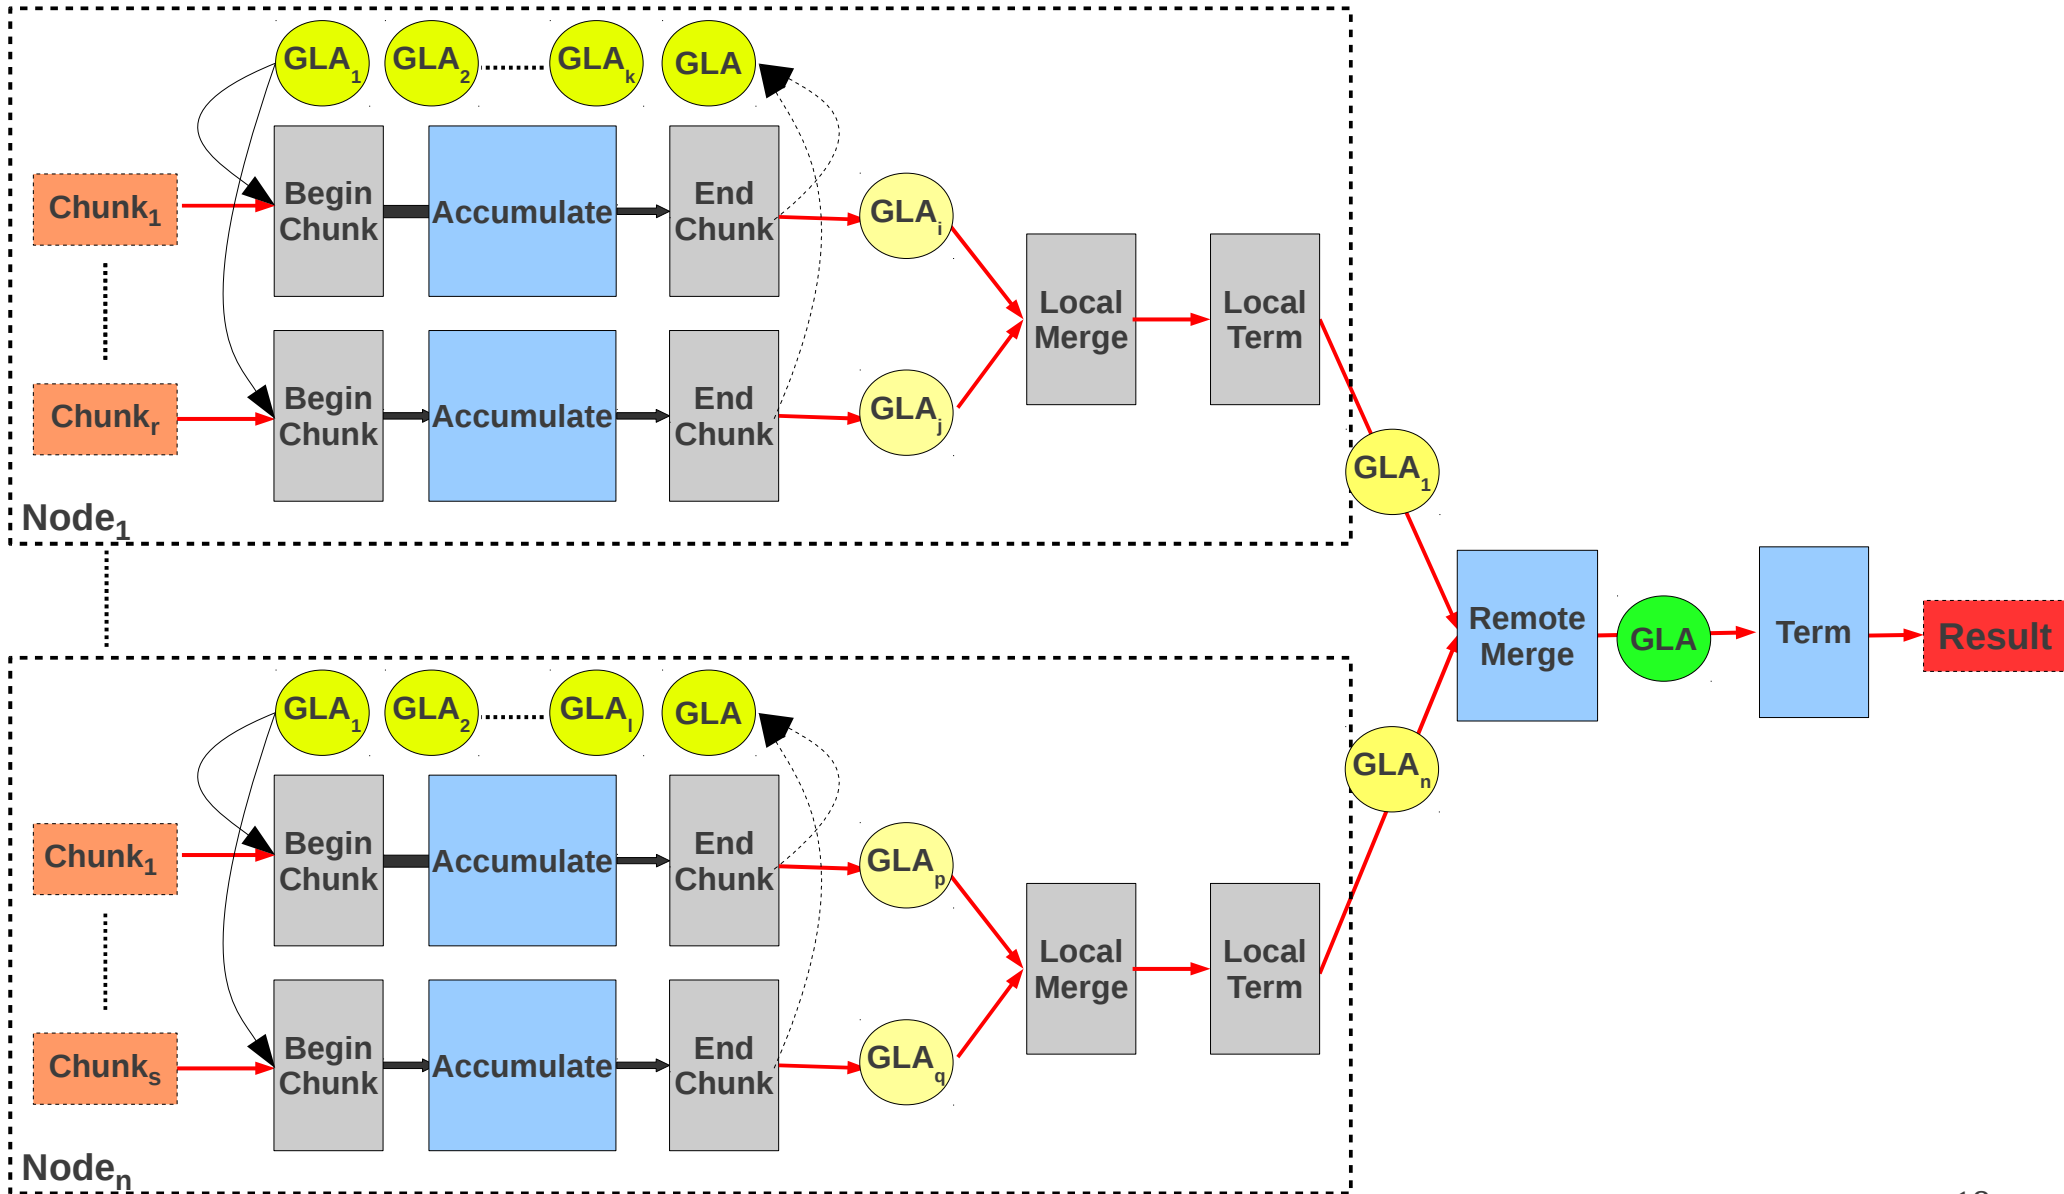 GLA₁ GLA₂ GLAₖ GLA
Chunk₁
Begin
Chunk
Accumulate
End
Chunk
GLAᵢ
Chunkᵣ
Begin
Chunk
Accumulate
End
Chunk
GLAⱼ
Local
Merge
Local
Term
Node₁
GLA₁
GLA₁ GLA₂ GLAₗ GLA
Chunk₁
Begin
Chunk
Accumulate
End
Chunk
GLAₚ
Chunkₛ
Begin
Chunk
Accumulate
End
Chunk
GLA_q
Local
Merge
Local
Term
Nodeₙ
GLAₙ
Remote
Merge
GLA
Term
Result